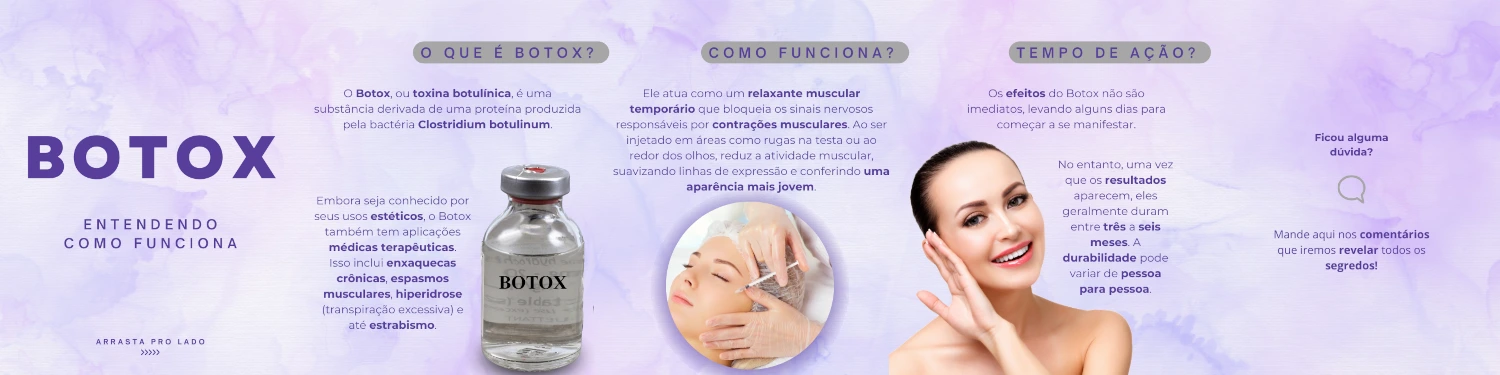 BOTOX
ENTENDENDO
COMO FUNCIONA
ARRASTA PRO LADO
>>>>>
O QUE É BOTOX?
O Botox, ou toxina botulínica, é uma
substância derivada de uma proteína produzida
pela bactéria Clostridium botulinum.
Embora seja conhecido por
seus usos estéticos, o Botox
também tem aplicações
médicas terapêuticas.
Isso inclui enxaquecas
crônicas, espasmos
musculares, hiperidrose
(transpiração excessiva) e
até estrabismo.
BOTOX
COMO FUNCIONA?
Ele atua como um relaxante muscular
temporário que bloqueia os sinais nervosos
responsáveis por contrações musculares. Ao ser
injetado em áreas como rugas na testa ou ao
redor dos olhos, reduz a atividade muscular,
suavizando linhas de expressão e conferindo uma
aparência mais jovem.
TEMPO DE AÇÃO?
Os efeitos do Botox não são
imediatos, levando alguns dias para
começar a se manifestar.
No entanto, uma vez
que os resultados
aparecem, eles
geralmente duram
entre três a seis
meses. A
durabilidade pode
variar de pessoa
para pessoa.
Ficou alguma
dúvida?
Mande aqui nos comentários
que iremos revelar todos os
segredos!